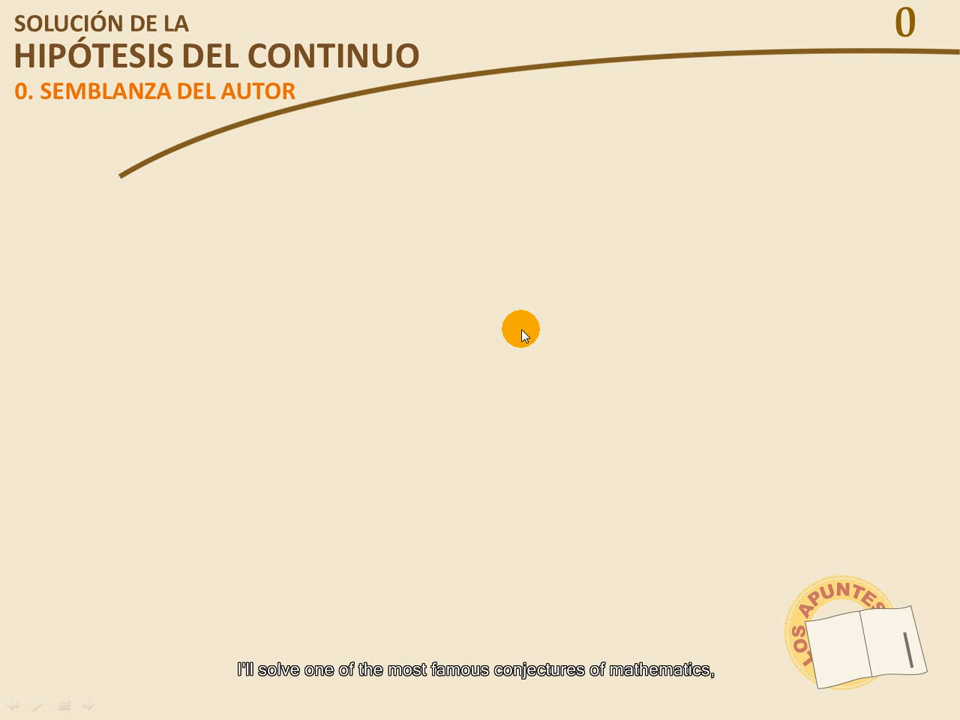 SOLUCIÓN DE LA
HIPÓTESIS DEL CONTINUO
0. SEMBLANZA DEL AUTOR
0
LOS APUNTES
I'll solve one of the most famous conjectures of mathematics,